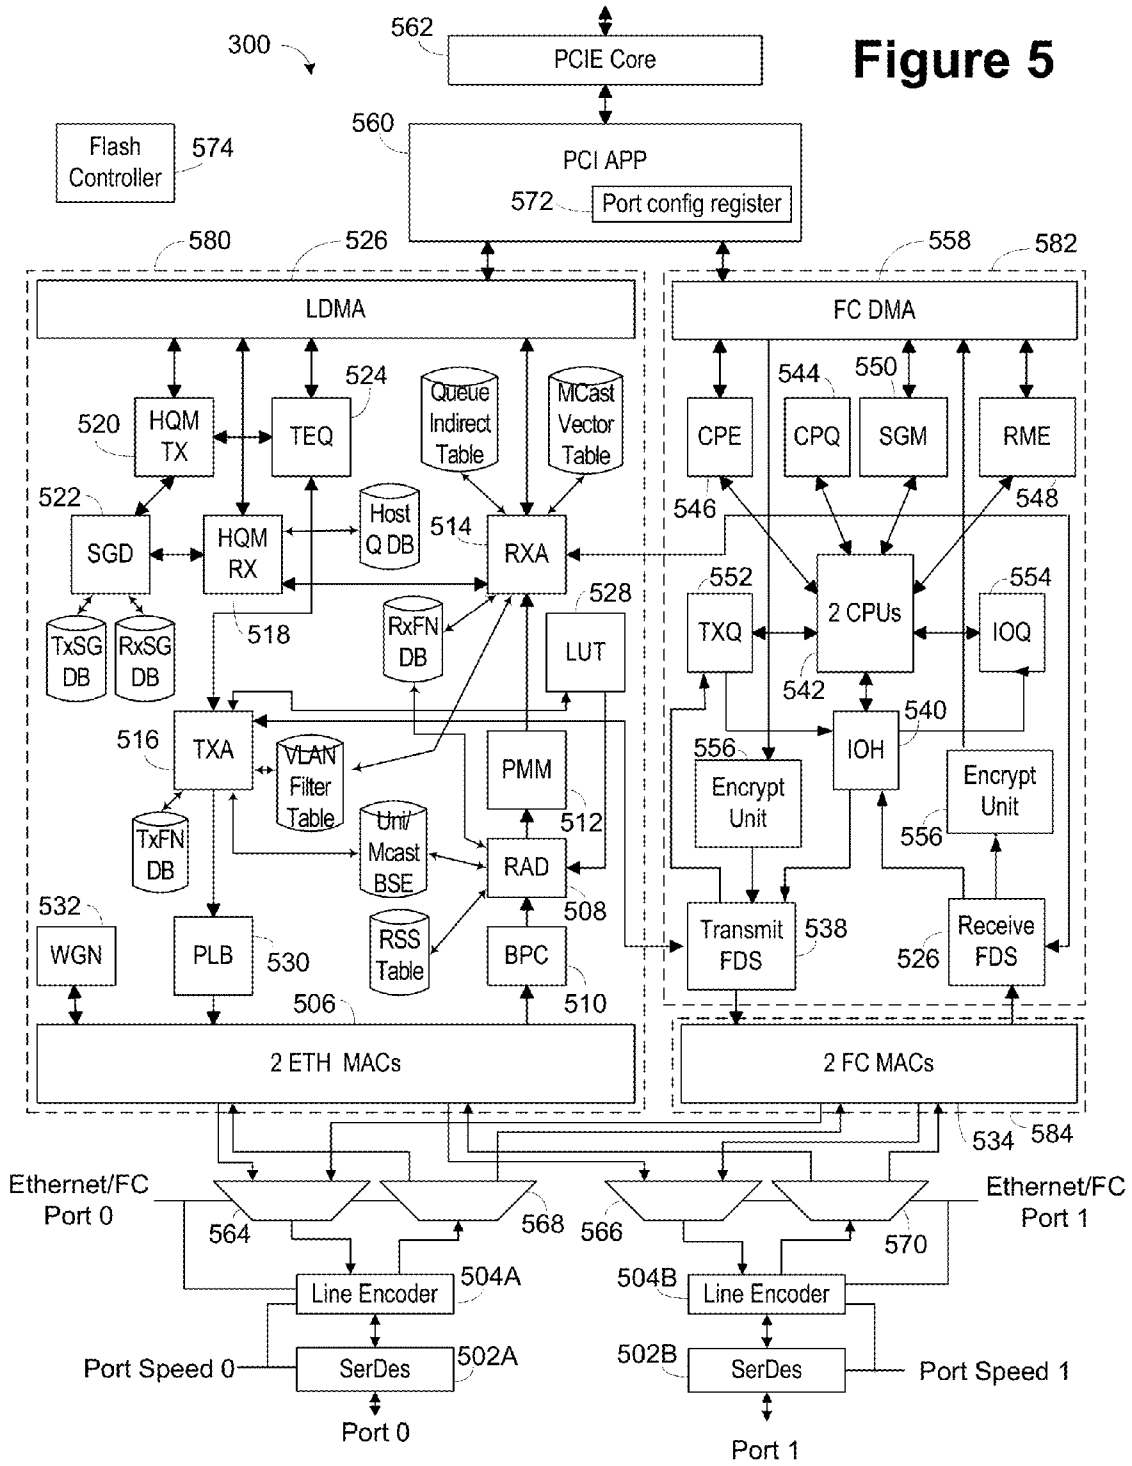 562
PCIE Core
Figure 5
300
560
PCI APP
572
Port config register
Flash
Controller
574
580
526
558
582
LDMA
FC DMA
524
Queue
Indirect
Table
MCast
Vector
Table
544
550
520
HQM
TX
TEQ
CPE
CPQ
SGM
RME
546
548
522
SGD
HQM
RX
Host
Q DB
514
RXA
518
528
552
2 CPUs
554
TxSG
DB
RxSG
DB
RxFN
DB
LUT
TXQ
542
IOQ
516
TXA
VLAN
Filter
Table
PMM
512
556
Encrypt
Unit
IOH
540
Encrypt
Unit
556
TxFN
DB
Uni/
Mcast
BSE
RAD
508
532
WGN
PLB
530
RSS
Table
BPC
510
Transmit
FDS
538
526
Receive
FDS
506
2 ETH MACs
2 FC MACs
534
584
Ethernet/FC
Port 0
564
568
566
570
Ethernet/FC
Port 1
Line Encoder
504A
504B
Line Encoder
Port Speed 0
SerDes
502A
502B
SerDes
Port Speed 1
Port 0
Port 1